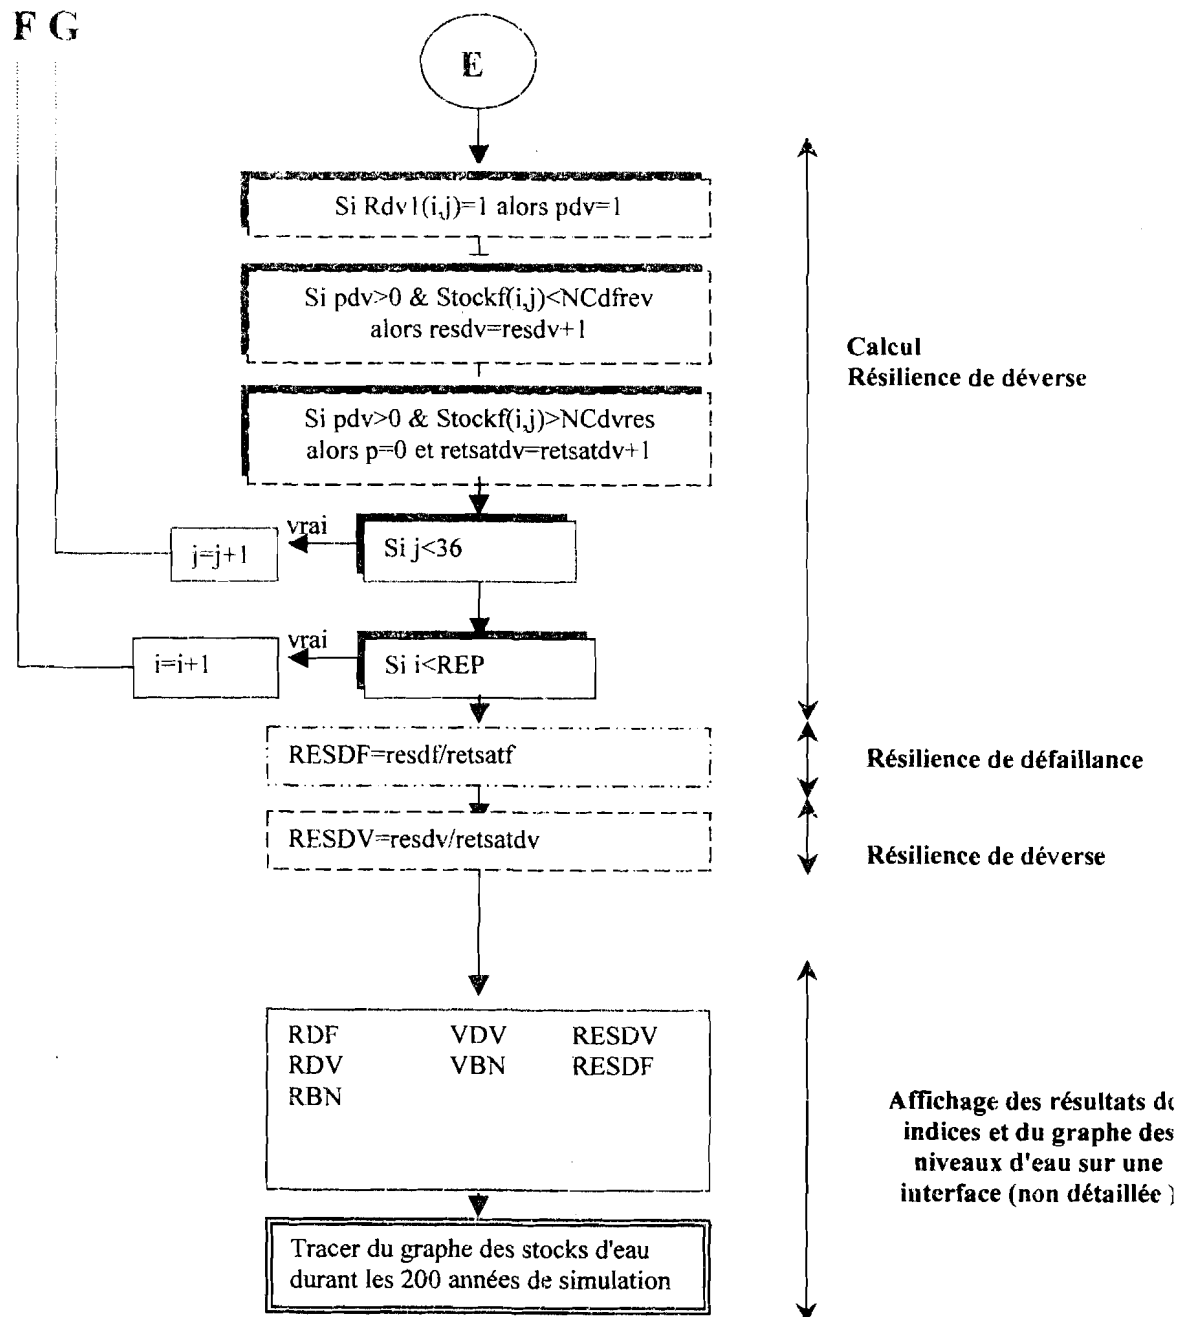 F G
E
Si Rdv1(i,j)=1 alors pdv=1
Si pdv>0 & Stockf(i,j)<NCdfrev
alors resdv=resdv+1
Calcul
Résilience de déverse
Si pdv>0 & Stockf(i,j)>NCdvres
alors p=0 et retsatdv=retsatdv+1
vrai
j=j+1
Si j<36
vrai
i=i+1
Si i<REP
RESDF=resdf/retsatf
Résilience de défaillance
RESDV=resdv/retsatdv
Résilience de déverse
RDF VDV RESDV
RDV VBN RESDF
RBN
Affichage des résultats
indices et du graphe des
niveaux d'eau sur une
interface (non détaillée )
Tracer du graphe des stocks d'eau
durant les 200 années de simulation